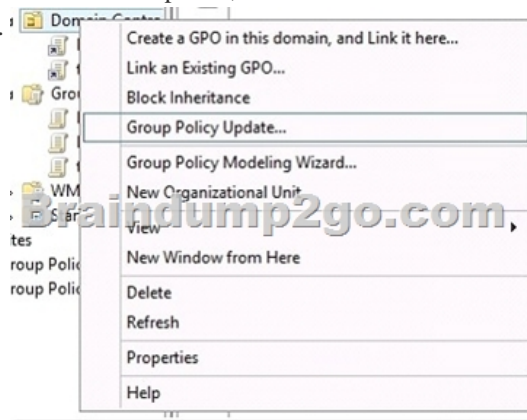 Domain Contro
Create a GPO in this domain, and Link it here...
Link an Existing GPO...
Block Inheritance
Grou
Group Policy Update...
Group Policy Modeling Wizard...
WM
New Organizational Unit
Star
Braindump2go.com
View
tes
New Window from Here
roup Polic
roup Polic
Delete
Refresh
Properties
Help